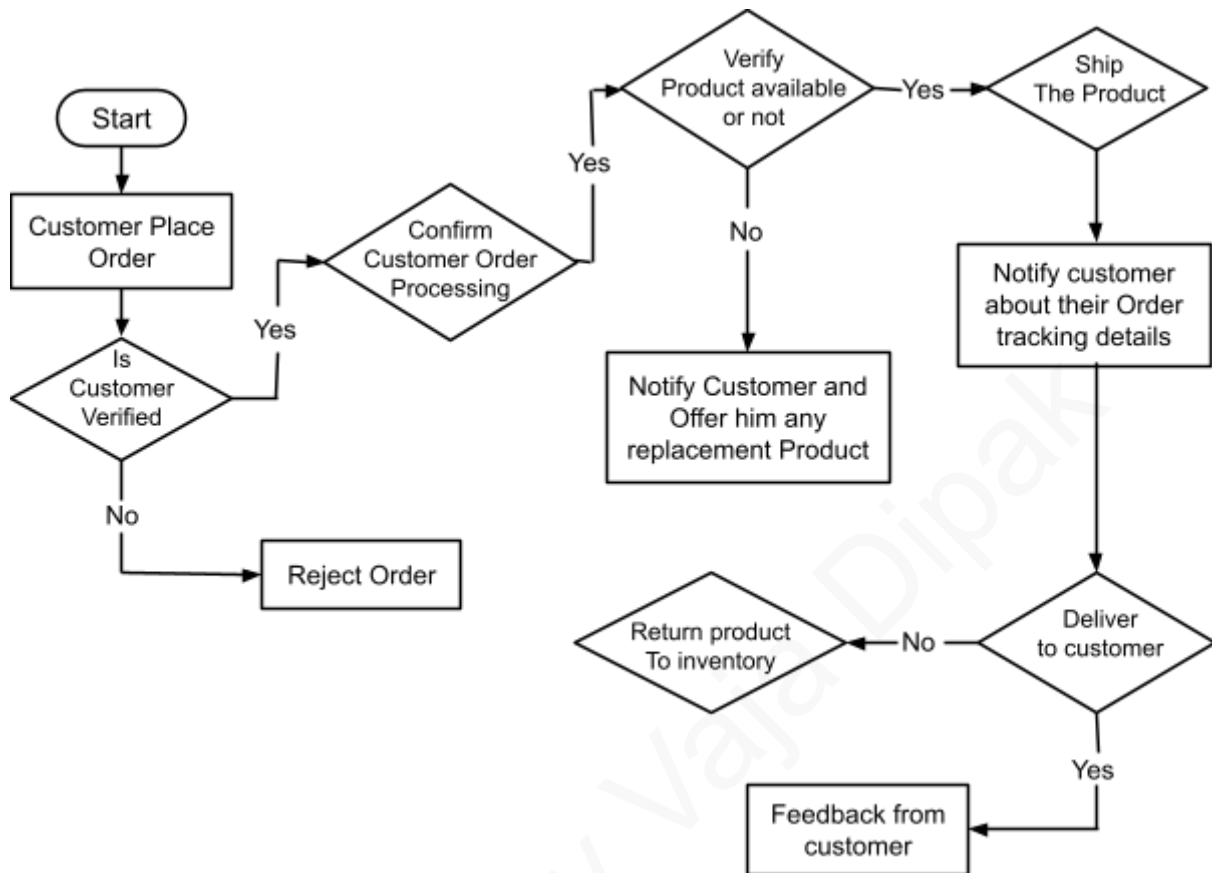 Start
Customer Place
Order
Is
Customer
Verified
Yes
No
Reject Order
Confirm
Customer Order
Processing
Yes
Verify
Product available
or not
Yes
No
Notify Customer and
Offer him any
replacement Product
Ship
The Product
Notify customer
about their Order
tracking details
Deliver
to customer
No
Return product
To inventory
Yes
Feedback from
customer
Vaja Dipak